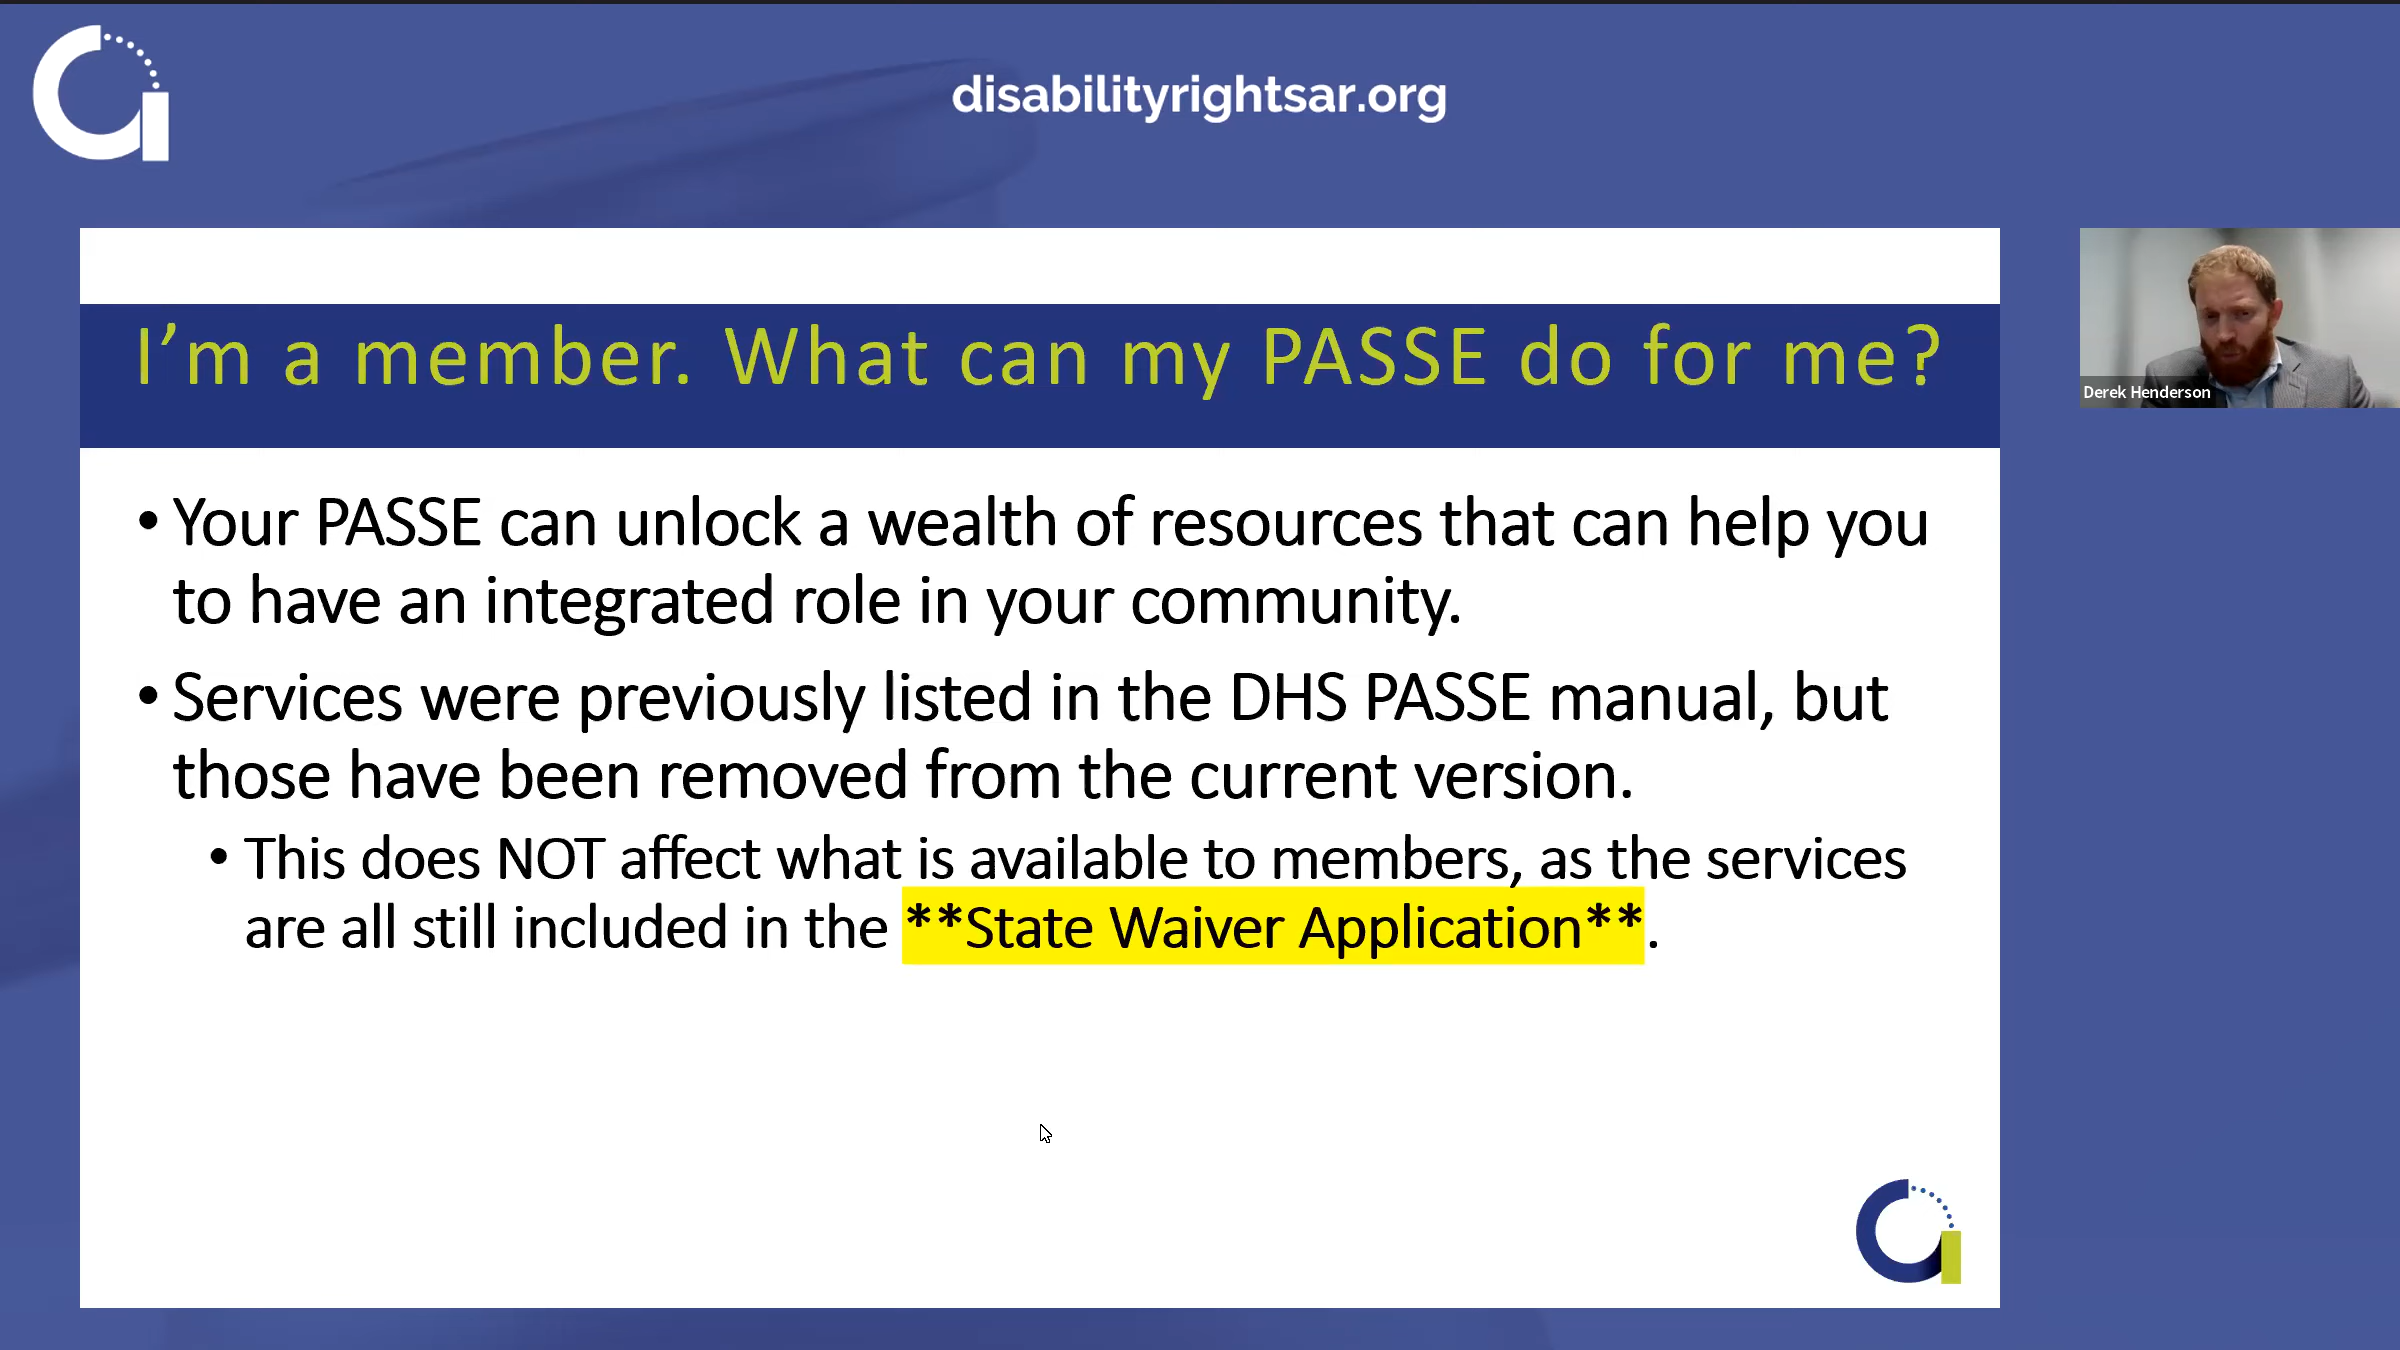 disabilityrightsar.org
I’m a member. What can my PASSE do for me?
Derek Henderson
• Your PASSE can unlock a wealth of resources that can help you
to have an integrated role in your community.
• Services were previously listed in the DHS PASSE manual, but
those have been removed from the current version.
• This does NOT affect what is available to members, as the services
are all still included in the **State Waiver Application**.